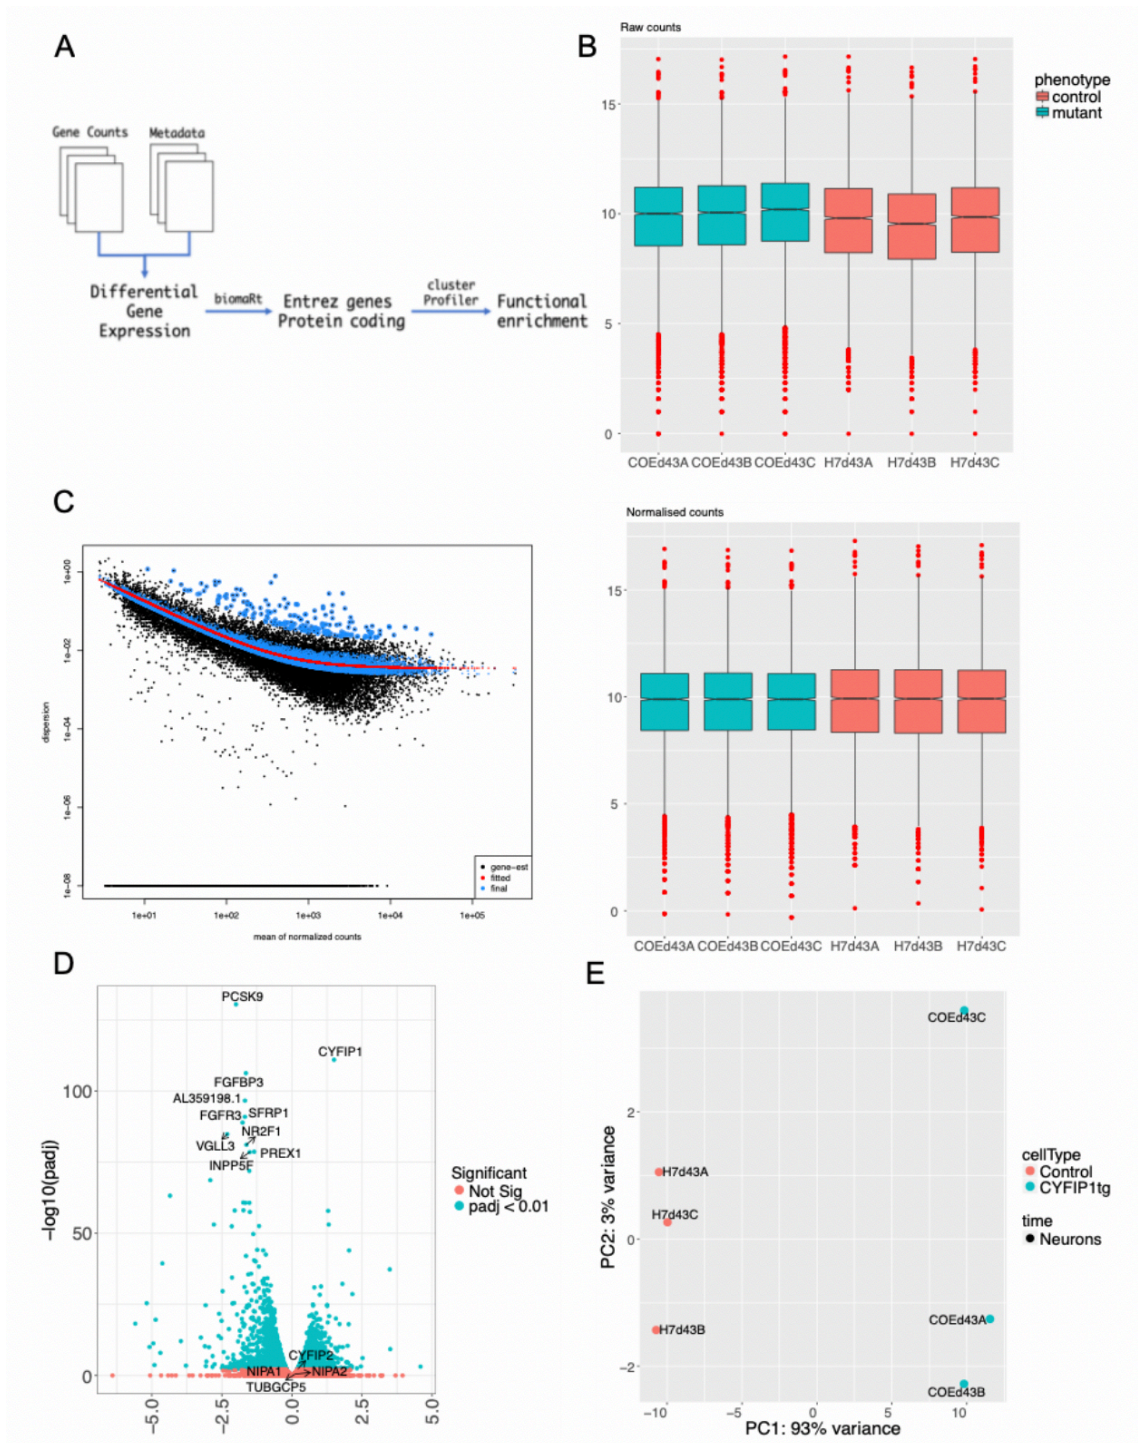 A
Gene Counts Metadata
Differential
Gene
Expression
biomaRt
Entrez genes
Protein coding
cluster
Profiler
Functional
enrichment
B
Raw counts
15
10
5
0
COEd43A COEd43B COEd43C H7d43A H7d43B H7d43C
phenotype
control
mutant
Normalised counts
15
10
5
0
COEd43A COEd43B COEd43C H7d43A H7d43B H7d43C
C
dispersion
1e+00
1e-02
1e-04
1e-06
1e-08
1e+01 1e+02 1e+03 1e+04 1e+05
mean of normalized counts
gene-est
fitted
final
D
−log10(padj)
100
50
0
PCSK9
CYFIP1
FGFBP3
AL359198.1
FGFR3 SFRP1
NR2F1
VGLL3
PREX1
INPP5F
CYFIP2
NIPA1 NIPA2
TUBGCP5
−5.0 −2.5 0.0 2.5 5.0
Significant
Not Sig
padj < 0.01
E
PC2: 3% variance
2
0
−2
COEd43C
H7d43A
H7d43C
H7d43B
COEd43A
COEd43B
−10 −5 0 5 10
PC1: 93% variance
cellType
Control
CYFIP1tg
time
Neurons